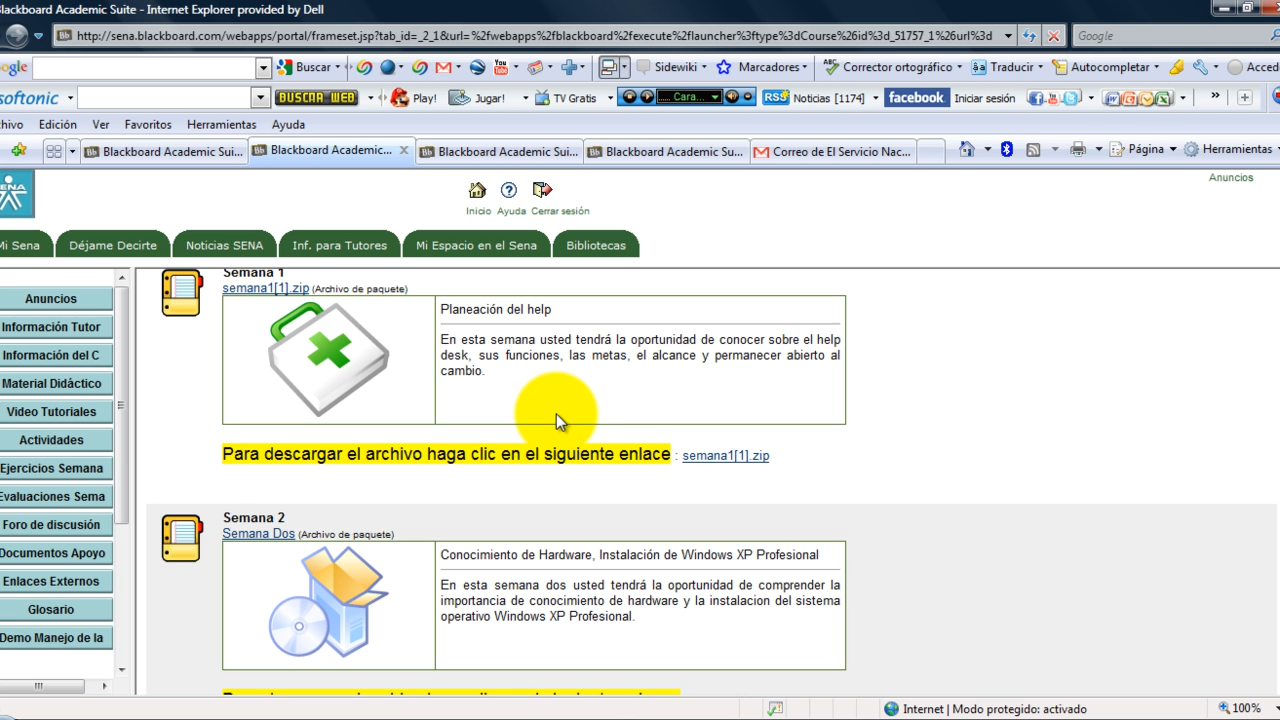 Blackboard Academic Suite - Internet Explorer provided by Dell
http://sena.blackboard.com/webapps/portal/frameset.jsp?tab_id=_2_1&url=%2fwebapps%2fblackboard%2fexecute%2flauncher%3ftype%3dCourse%26id%3d_51757_1%26url%3d
Google
ogle
Buscar
Sidewiki
Marcadores
Corrector ortográfico
Traducir
Autocompletar
Acced
softonic
BUSCAR WEB
Play!
Jugar!
TV Gratis
Cara...
RSS
Noticias [1174]
facebook
Iniciar sesión
»
hivo Edición Ver Favoritos Herramientas Ayuda
Blackboard Academic Sui...
Blackboard Academic...
Blackboard Academic Sui...
Blackboard Academic Su...
Correo de El Servicio Nac...
Página
Herramientas
ENA
Inicio Ayuda Cerrar sesión
Anuncios
Mi Sena
Déjame Decirte
Noticias SENA
Inf. para Tutores
Mi Espacio en el Sena
Bibliotecas
Anuncios
Información Tutor
Información del C
Material Didáctico
Video Tutoriales
Actividades
Ejercicios Semana
Evaluaciones Sema
Foro de discusión
Documentos Apoyo
Enlaces Externos
Glosario
Demo Manejo de la
Semana 1
semana1[1].zip (Archivo de paquete)
Planeación del help
En esta semana usted tendrá la oportunidad de conocer sobre el help
desk, sus funciones, las metas, el alcance y permanecer abierto al
cambio.
Para descargar el archivo haga clic en el siguiente enlace : semana1[1].zip
Semana 2
Semana Dos (Archivo de paquete)
Conocimiento de Hardware, Instalación de Windows XP Profesional
En esta semana dos usted tendrá la oportunidad de comprender la
importancia de conocimiento de hardware y la instalacion del sistema
operativo Windows XP Profesional.
Internet | Modo protegido: activado
100%